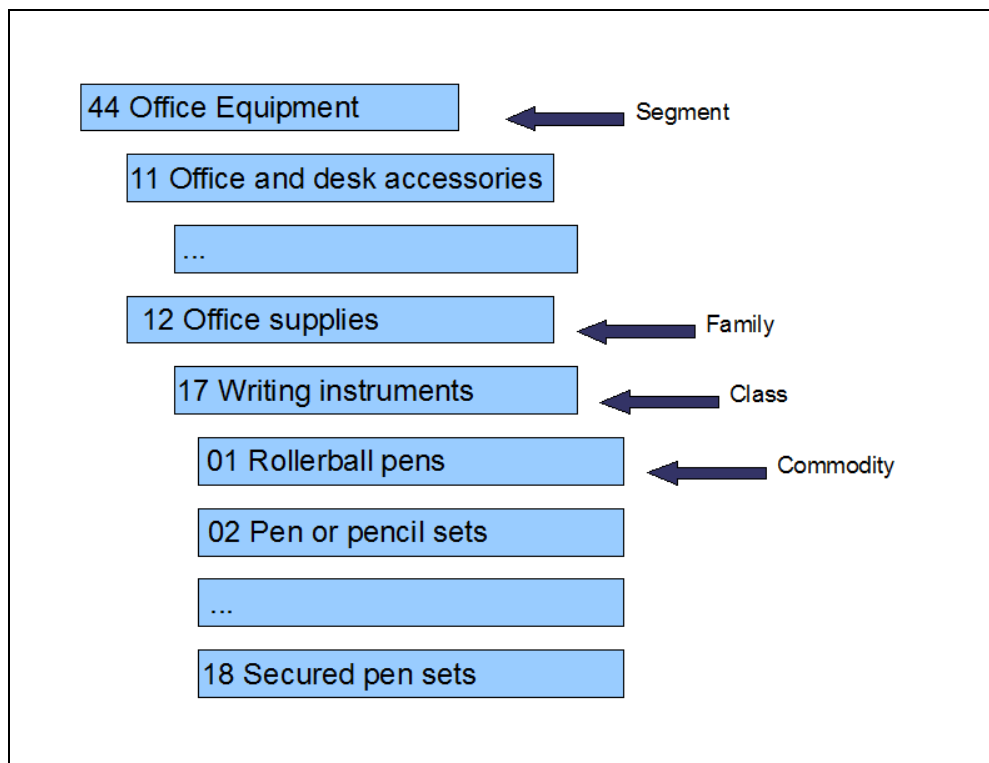 44 Office Equipment
Segment
11 Office and desk accessories
...
12 Office supplies
Family
17 Writing instruments
Class
01 Rollerball pens
Commodity
02 Pen or pencil sets
...
18 Secured pen sets